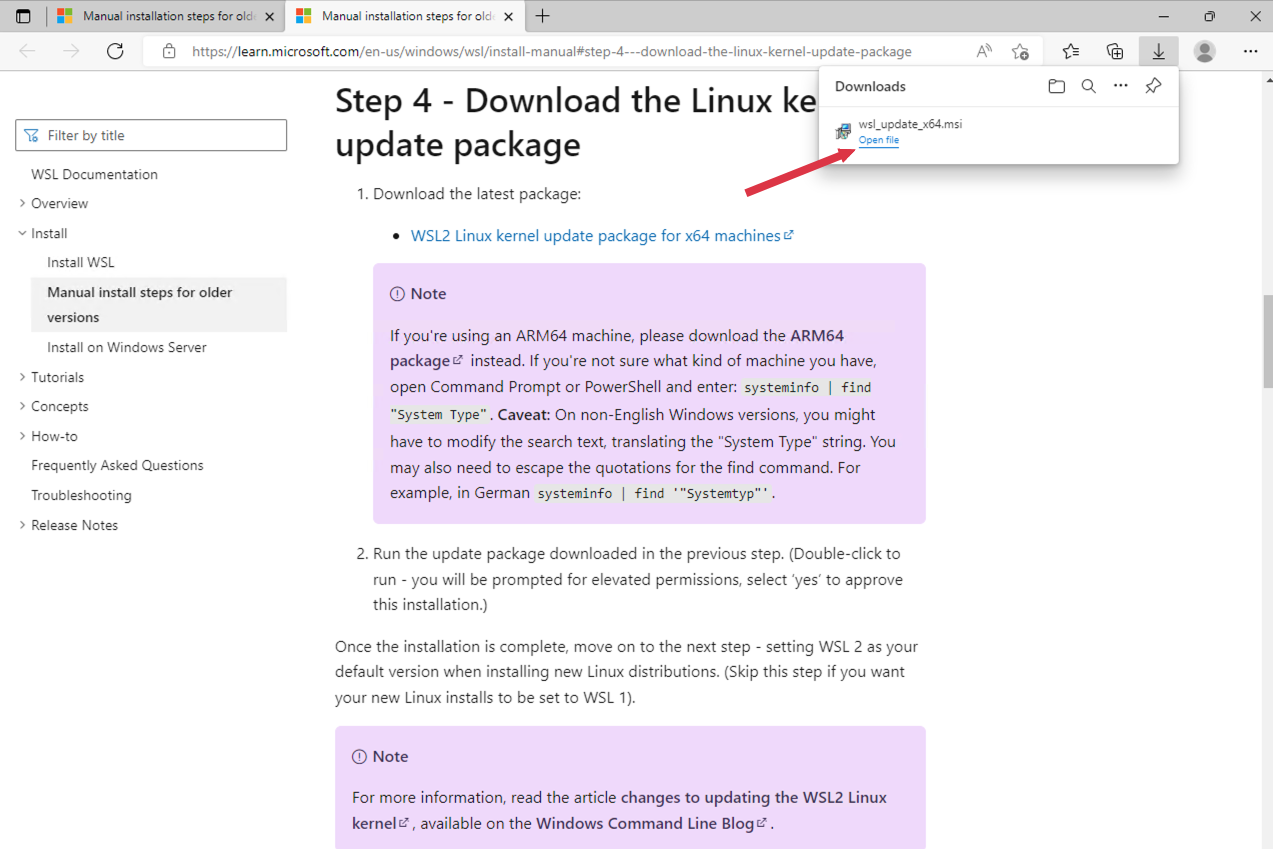 Manual installation steps for olde
Manual installation steps for olde
https://learn.microsoft.com/en-us/windows/wsl/install-manual#step-4---download-the-linux-kernel-update-package
Downloads
wsl_update_x64.msi
Open file
Filter by title
WSL Documentation
Overview
Install
Install WSL
Manual install steps for older
versions
Install on Windows Server
Tutorials
Concepts
How-to
Frequently Asked Questions
Troubleshooting
Release Notes
Step 4 - Download the Linux ke
update package
1. Download the latest package:
• WSL2 Linux kernel update package for x64 machines
Note
If you're using an ARM64 machine, please download the ARM64
package instead. If you're not sure what kind of machine you have,
open Command Prompt or PowerShell and enter: systeminfo | find
"System Type". Caveat: On non-English Windows versions, you might
have to modify the search text, translating the "System Type" string. You
may also need to escape the quotations for the find command. For
example, in German systeminfo | find '"Systemtyp"'.
2. Run the update package downloaded in the previous step. (Double-click to
run - you will be prompted for elevated permissions, select ‘yes’ to approve
this installation.)
Once the installation is complete, move on to the next step - setting WSL 2 as your
default version when installing new Linux distributions. (Skip this step if you want
your new Linux installs to be set to WSL 1).
Note
For more information, read the article changes to updating the WSL2 Linux
kernel, available on the Windows Command Line Blog.